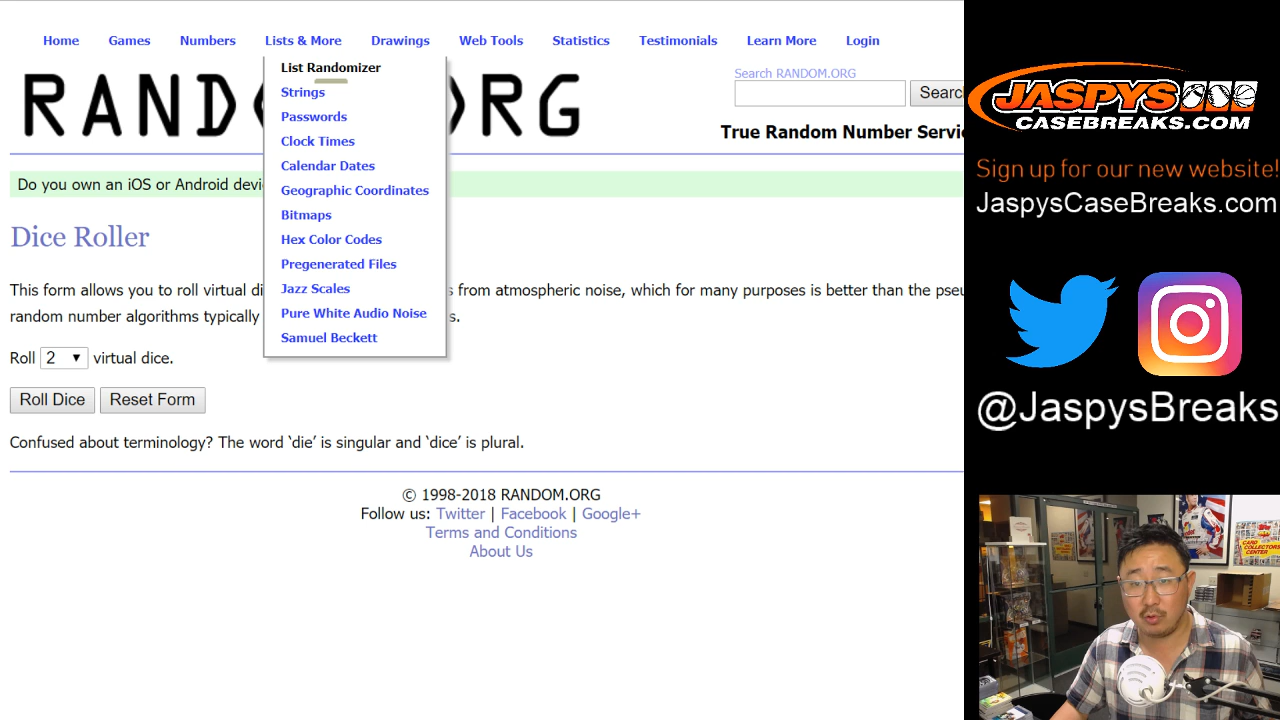 Home Games Numbers Lists & More Drawings Web Tools Statistics Testimonials Learn More Login
List Randomizer
Strings
Passwords
Clock Times
Calendar Dates
Geographic Coordinates
Bitmaps
Hex Color Codes
Pregenerated Files
Jazz Scales
Pure White Audio Noise
Samuel Beckett
RAND ORG
Search RANDOM.ORG
Searc
True Random Number Servi
Do you own an iOS or Android devi
Dice Roller
This form allows you to roll virtual di s from atmospheric noise, which for many purposes is better than the pseu
random number algorithms typically s.
Roll 2 virtual dice.
Roll Dice Reset Form
Confused about terminology? The word ‘die’ is singular and ‘dice’ is plural.
© 1998-2018 RANDOM.ORG
Follow us: Twitter | Facebook | Google+
Terms and Conditions
About Us
JASPYS
CASEBREAKS.COM
Sign up for our new website!
JaspysCaseBreaks.com
@JaspysBreaks
CARD
COLLECTORS
CENTER